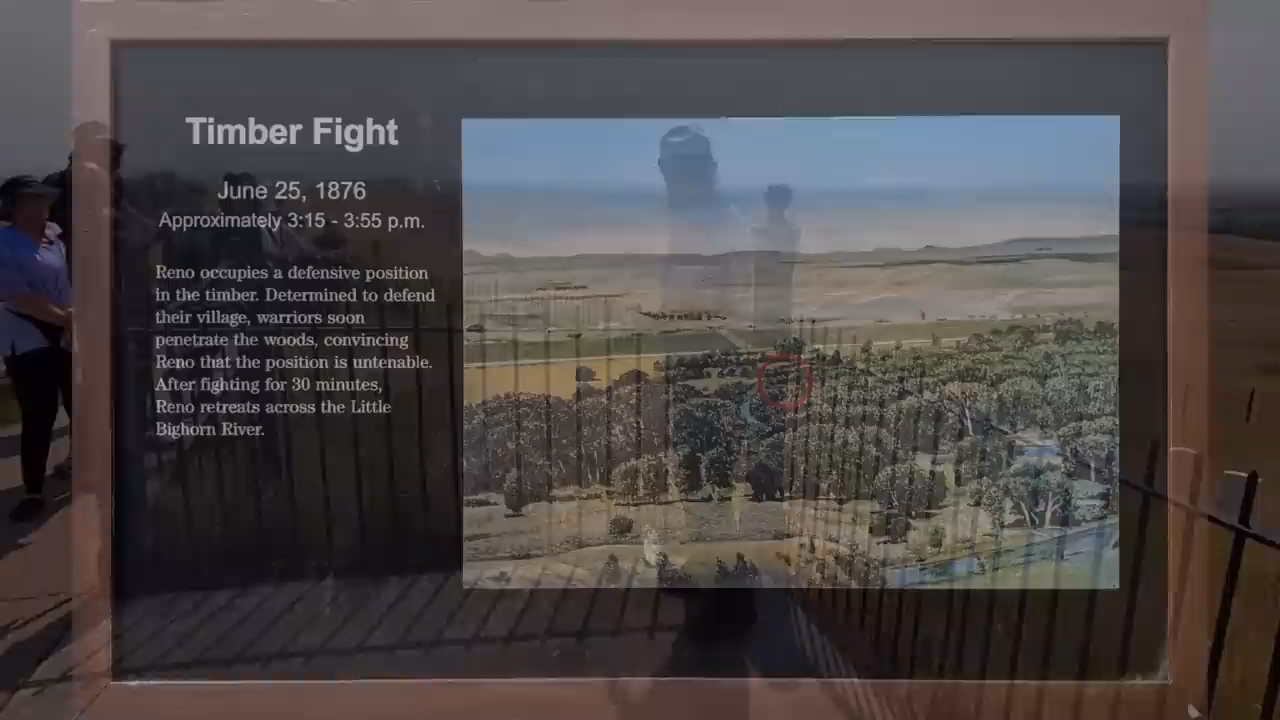 Timber Fight
June 25, 1876
Approximately 3:15 - 3:55 p.m.
Reno occupies a defensive position
in the timber. Determined to defend
their village, warriors soon
penetrate the woods, convincing
Reno that the position is untenable.
After fighting for 30 minutes,
Reno retreats across the Little
Bighorn River.